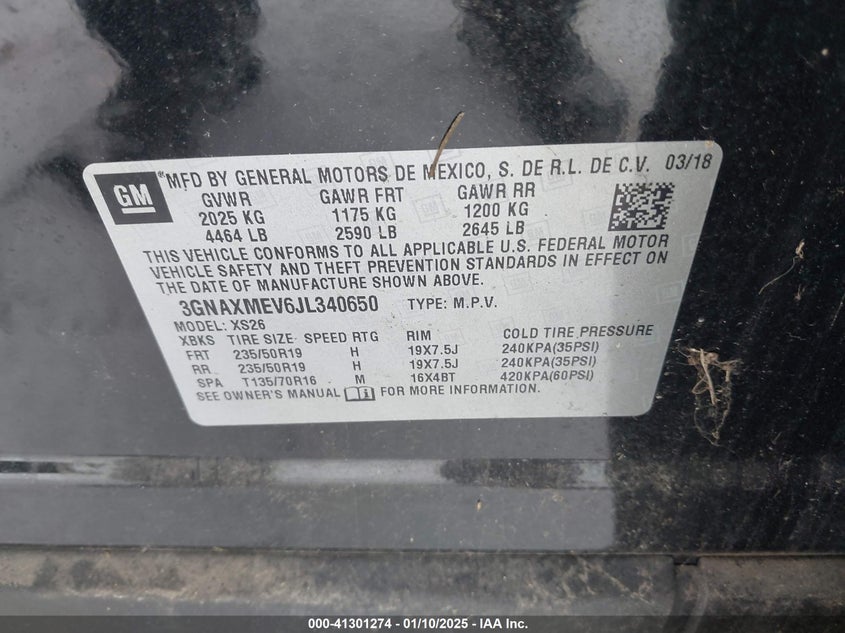 GM ®MFD BY GENERAL MOTORS DE MEXICO, S. DE R.L. DE C.V. 03/18
GVWR GAWR FRT GAWR RR
2025 KG 1175 KG 1200 KG
4464 LB 2590 LB 2645 LB
THIS VEHICLE CONFORMS TO ALL APPLICABLE U.S. FEDERAL MOTOR
VEHICLE SAFETY AND THEFT PREVENTION STANDARDS IN EFFECT ON
THE DATE OF MANUFACTURE SHOWN ABOVE.
3GNAXMEV6JL340650 TYPE: M.P.V.
MODEL: XS26
XBKS TIRE SIZE: SPEED RTG RIM COLD TIRE PRESSURE
FRT 235/50R19 H 19X7.5J 240KPA(35PSI)
RR 235/50R19 H 19X7.5J 240KPA(35PSI)
SPA T135/70R16 M 16X4BT 420KPA(60PSI)
SEE OWNER'S MANUAL FOR MORE INFORMATION.
000-41301274 - 01/10/2025 - IAA Inc.